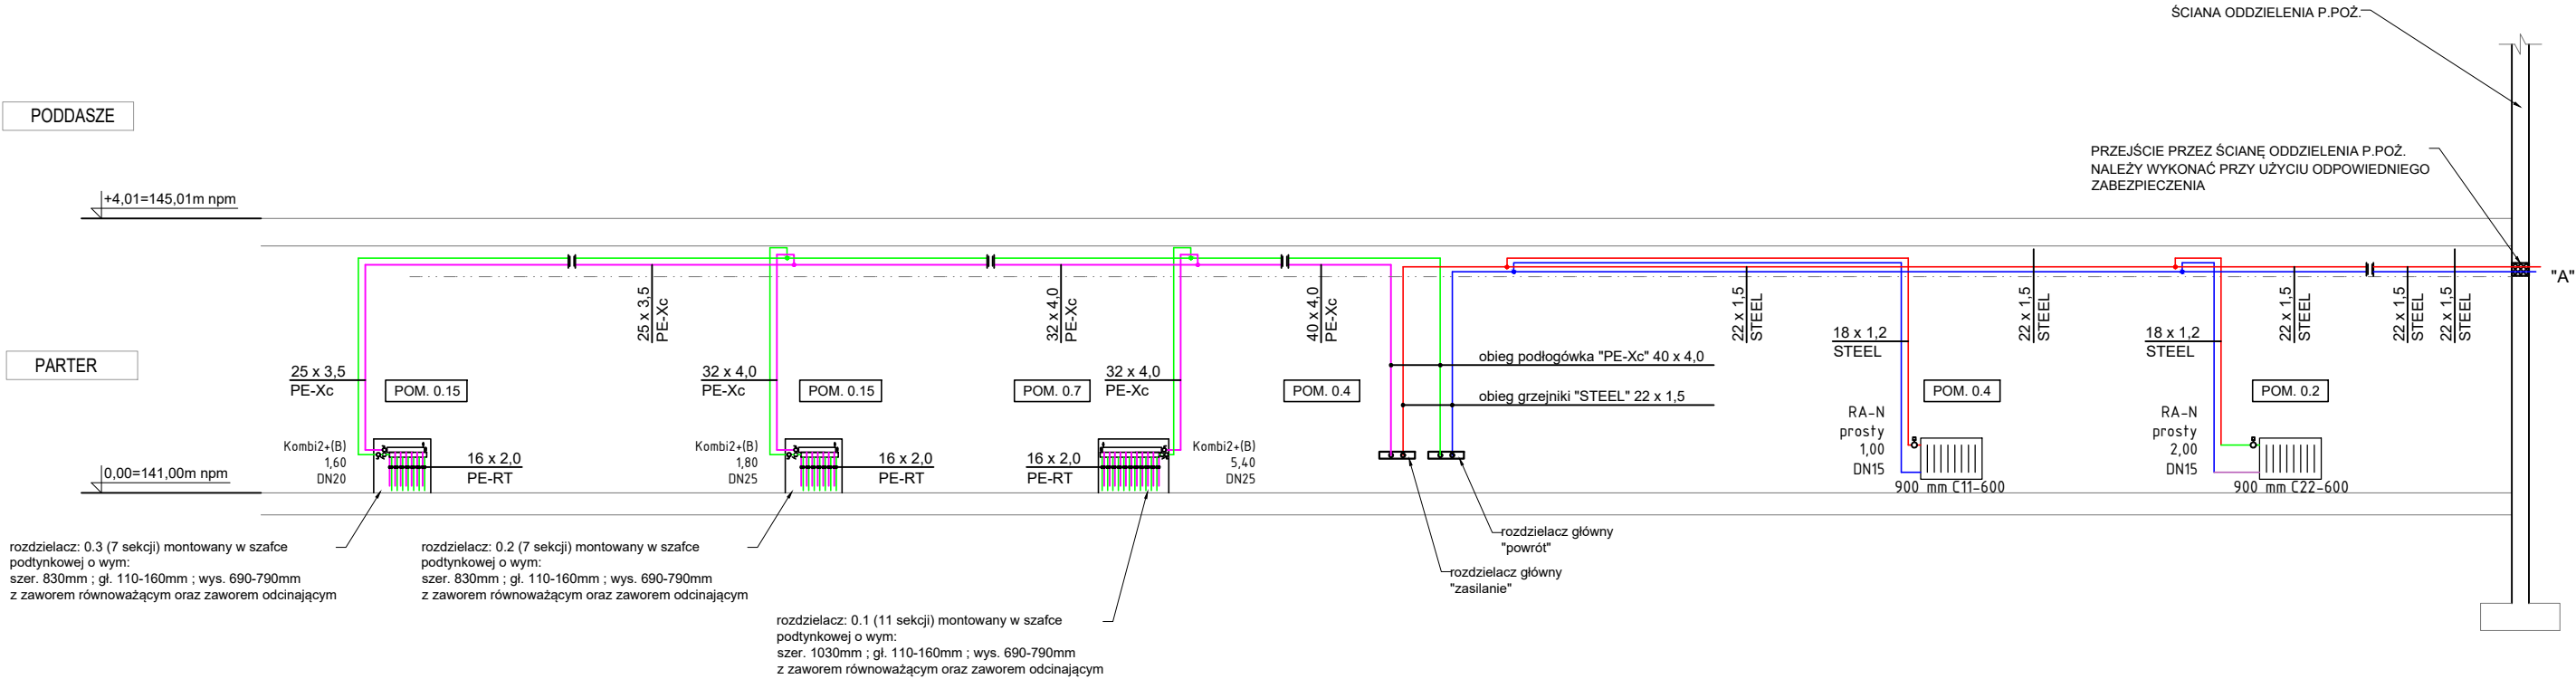 ŚCIANA ODDZIELENIA P.POŻ.
PODDASZE
PRZEJŚCIE PRZEZ ŚCIANĘ ODDZIELENIA P.POŻ.
NALEŻY WYKONAĆ PRZY UŻYCIU ODPOWIEDNIEGO
ZABEZPIECZENIA
+4,01=145,01m npm
"A"
25 x 3,5
PE-Xc
32 x 4,0
PE-Xc
40 x 4,0
PE-Xc
22 x 1,5
STEEL
22 x 1,5
STEEL
22 x 1,5
STEEL
22 x 1,5
STEEL
22 x 1,5
STEEL
18 x 1,2
STEEL
18 x 1,2
STEEL
PARTER
obieg podłogówka "PE-Xc" 40 x 4,0
obieg grzejniki "STEEL" 22 x 1,5
25 x 3,5
PE-Xc
POM. 0.15
32 x 4,0
PE-Xc
POM. 0.15
POM. 0.7
32 x 4,0
PE-Xc
POM. 0.4
POM. 0.4
POM. 0.2
RA-N
prosty
1,00
DN15
RA-N
prosty
2,00
DN15
Kombi2+(B)
1,60
DN20
16 x 2,0
PE-RT
Kombi2+(B)
1,80
DN25
16 x 2,0
PE-RT
16 x 2,0
PE-RT
Kombi2+(B)
5,40
DN25
0,00=141,00m npm
900 mm C11-600
900 mm C22-600
rozdzielacz: 0.3 (7 sekcji) montowany w szafce
podtynkowej o wym:
szer. 830mm ; gł. 110-160mm ; wys. 690-790mm
z zaworem równoważącym oraz zaworem odcinającym
rozdzielacz: 0.2 (7 sekcji) montowany w szafce
podtynkowej o wym:
szer. 830mm ; gł. 110-160mm ; wys. 690-790mm
z zaworem równoważącym oraz zaworem odcinającym
rozdzielacz główny
"powrót"
rozdzielacz główny
"zasilanie"
rozdzielacz: 0.1 (11 sekcji) montowany w szafce
podtynkowej o wym:
szer. 1030mm ; gł. 110-160mm ; wys. 690-790mm
z zaworem równoważącym oraz zaworem odcinającym